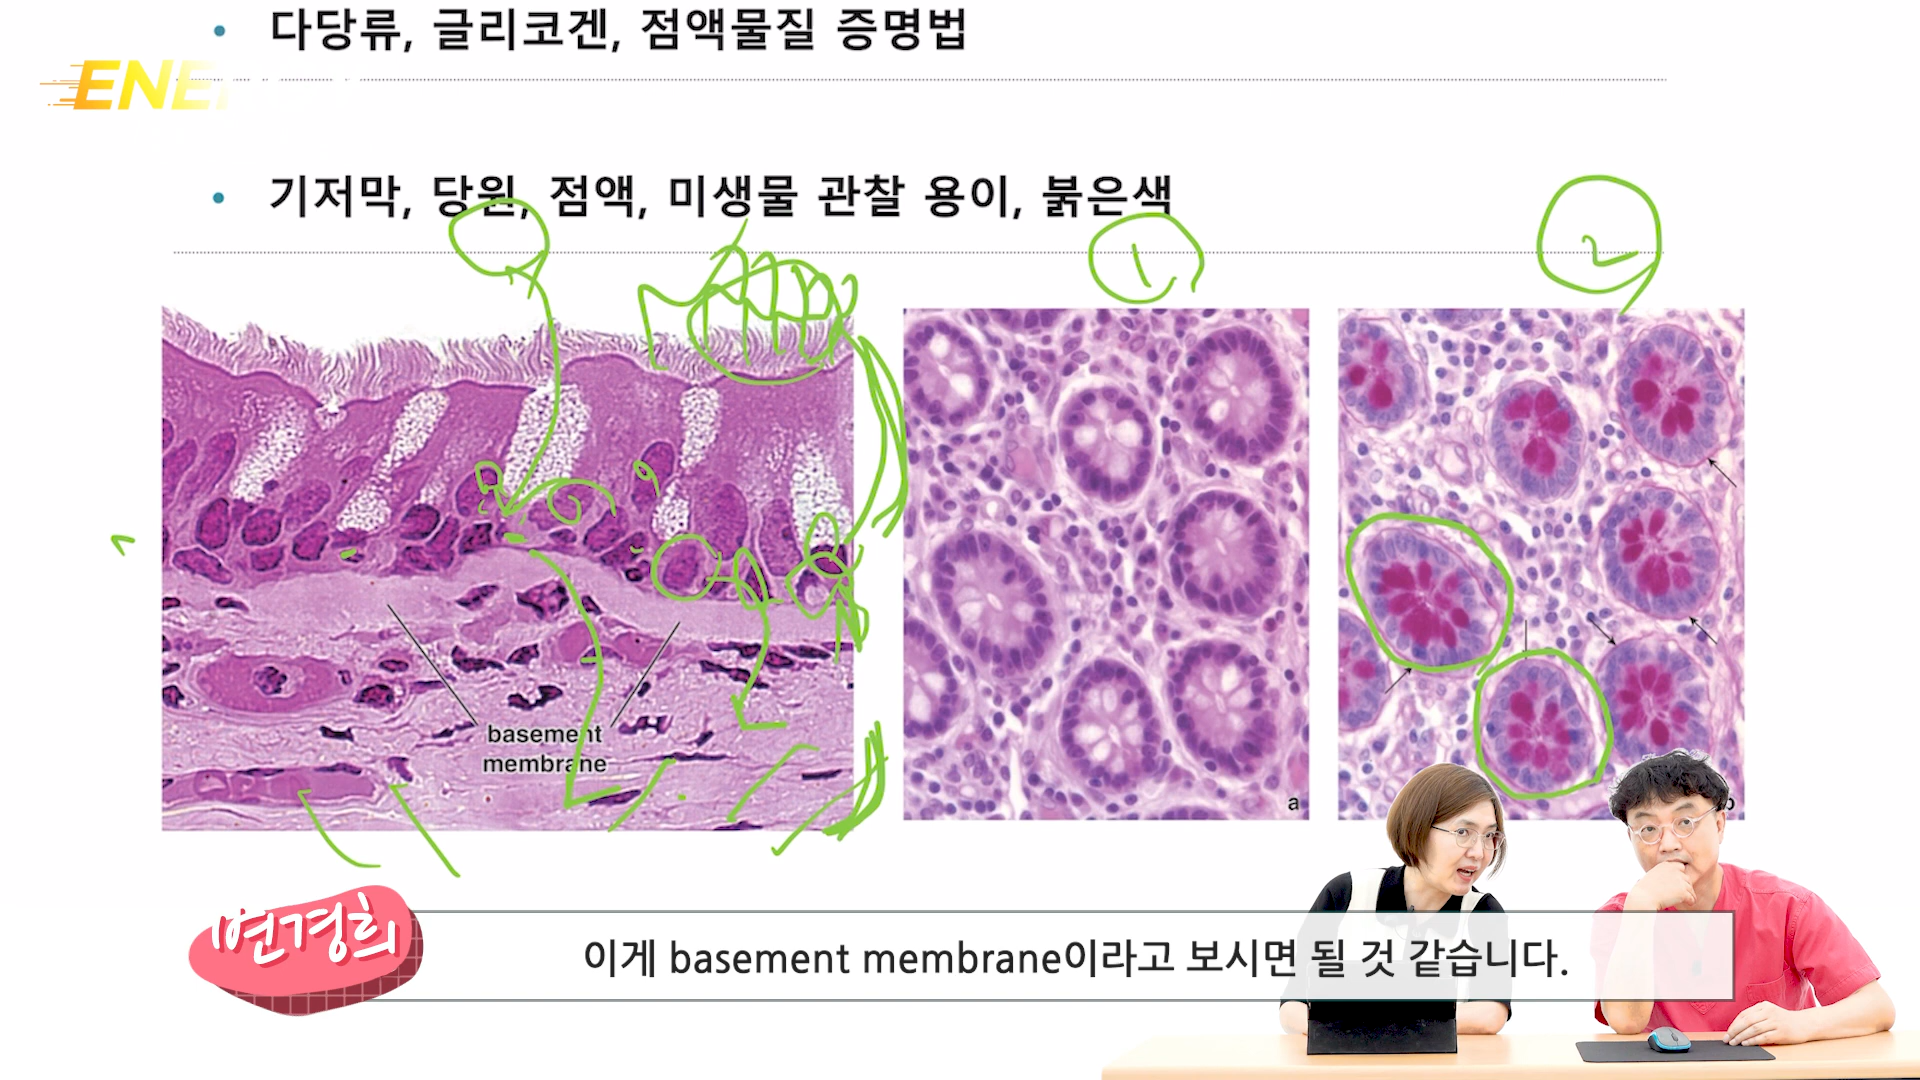 • 다당류, 글리코겐, 점액물질 증명법
ENE
• 기저막, 당원, 점액, 미생물 관찰 용이, 붉은색
1
2
basement
membrane
a
b
변경희
이게 basement membrane이라고 보시면 될 것 같습니다.